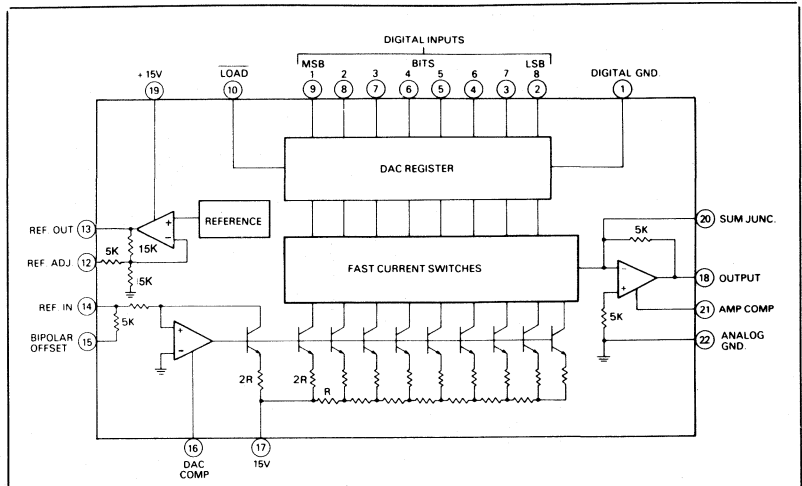 DIGITAL INPUTS
MSB BITS LSB
1 2 3 4 5 6 7 8
+ 15V
LOAD
DIGITAL GND.
19
10
9 8 7 6 5 4 3 2
1
DAC REGISTER
REFERENCE
+
−
REF. OUT 13
15K
5K
REF. ADJ. 12
5K
FAST CURRENT SWITCHES
20 SUM JUNC.
5K
−
+
18 OUTPUT
21 AMP COMP
5K
22 ANALOG
GND.
REF. IN 14
5K
BIPOLAR
OFFSET
15
+
−
2R
2R
R
16
DAC
COMP
17
15V